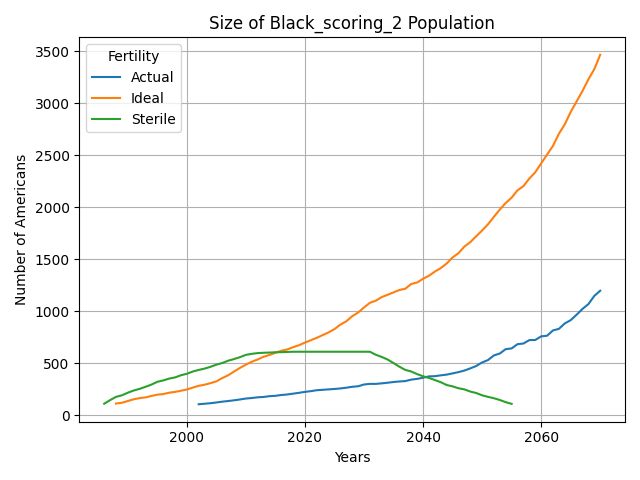 Size of Black_scoring_2 Population
Fertility
Actual
Ideal
Sterile
Number of Americans
3500
3000
2500
2000
1500
1000
500
0
2000
2020
2040
2060
Years